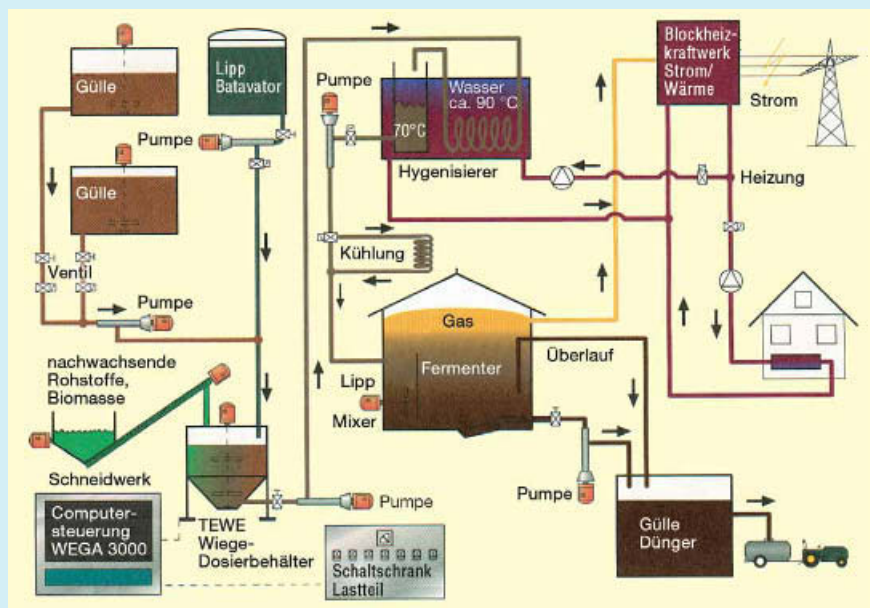 Gülle
Lipp
Batavator
Pumpe
Gülle
Ventil
Pumpe
nachwachsende
Rohstoffe,
Biomasse
Schneidwerk
Computer-
steuerung
WEGA 3000
TEWE
Wiege-
Dosierbehälter
Pumpe
Schaltschrank
Lastteil
Pumpe
Wasser
ca. 90 °C
70°C
Hygenisierer
Kühlung
Gas
Fermenter
Lipp
Mixer
Überlauf
Pumpe
Gülle
Dünger
Blockheiz-
kraftwerk
Strom/
Wärme
Strom
Heizung